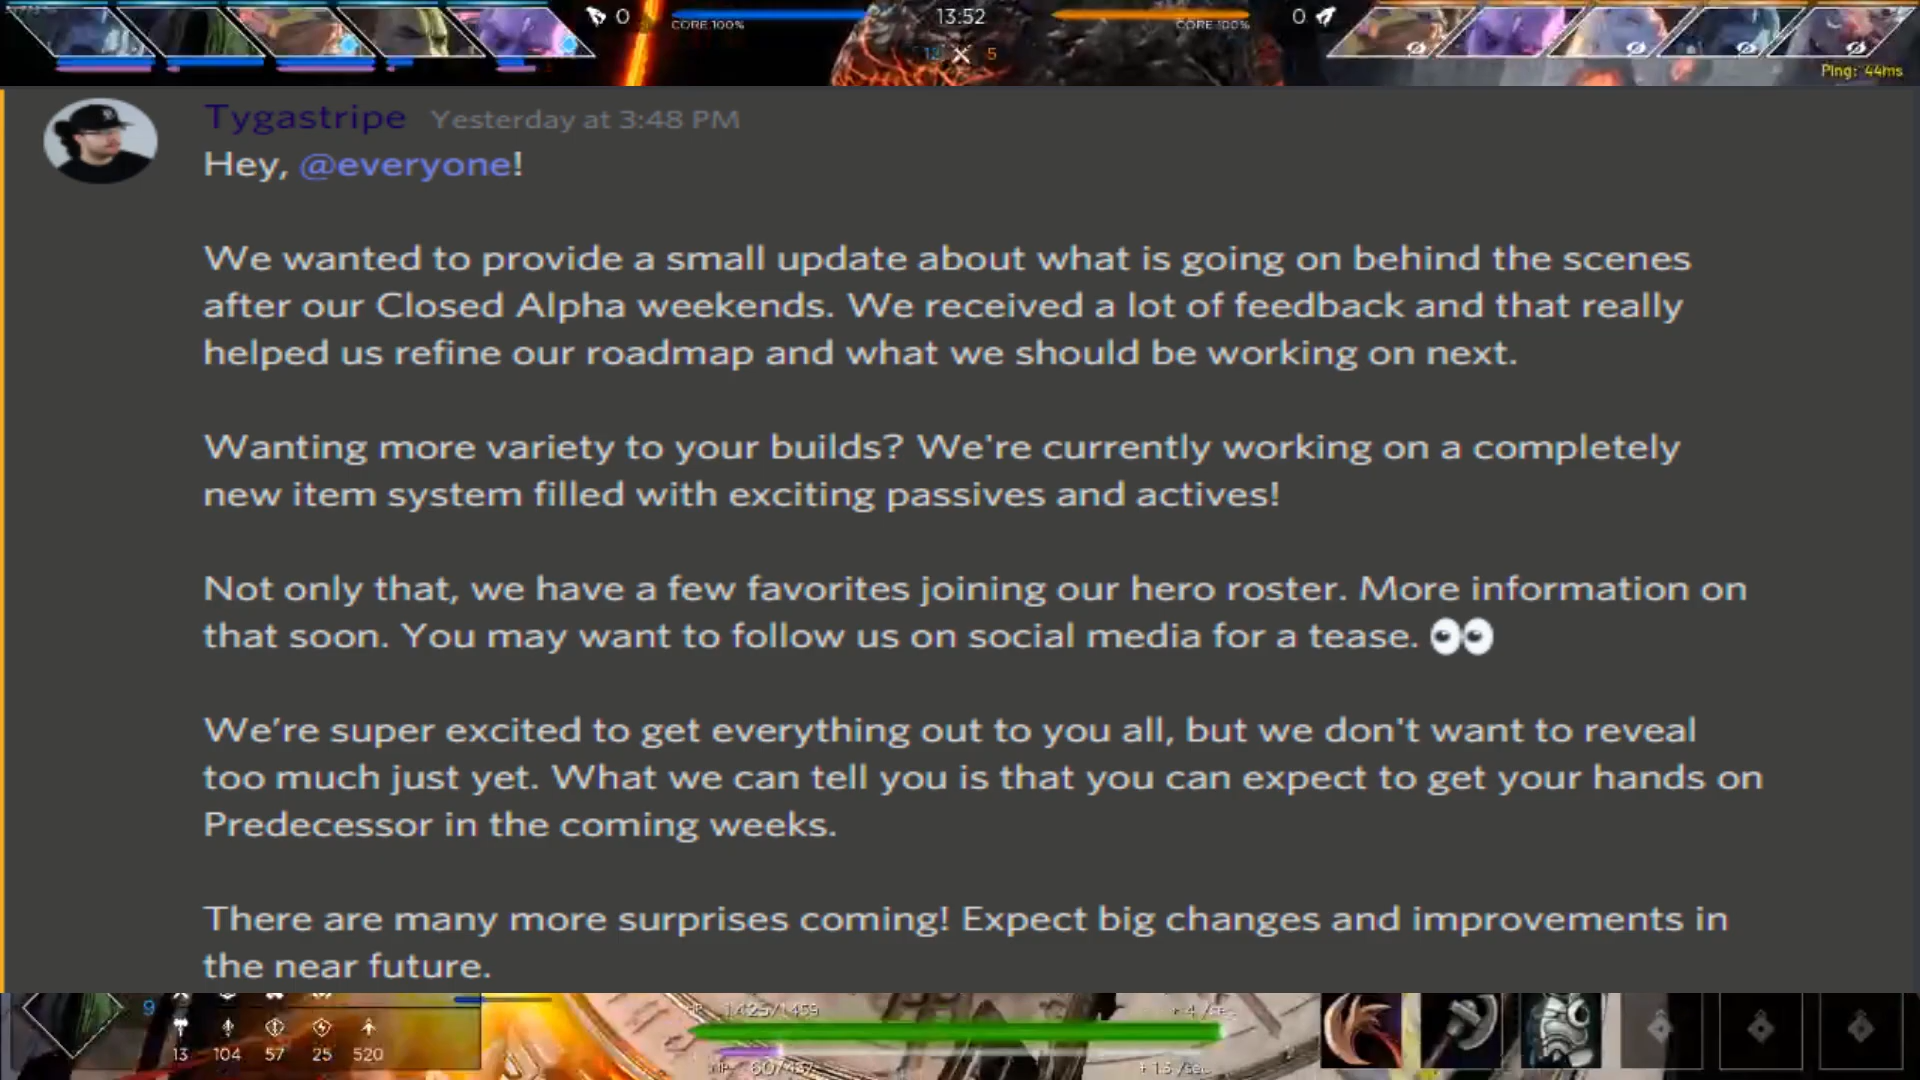 0 CORE 100% 13:52 CORE 100% 0
13 5
Ping: 44ms
Tygastripe Yesterday at 3:48 PM
Hey, @everyone!
We wanted to provide a small update about what is going on behind the scenes
after our Closed Alpha weekends. We received a lot of feedback and that really
helped us refine our roadmap and what we should be working on next.
Wanting more variety to your builds? We're currently working on a completely
new item system filled with exciting passives and actives!
Not only that, we have a few favorites joining our hero roster. More information on
that soon. You may want to follow us on social media for a tease. 👀
We’re super excited to get everything out to you all, but we don't want to reveal
too much just yet. What we can tell you is that you can expect to get your hands on
Predecessor in the coming weeks.
There are many more surprises coming! Expect big changes and improvements in
the near future.
9
HP 1,425/1459
13 104 57 25 520